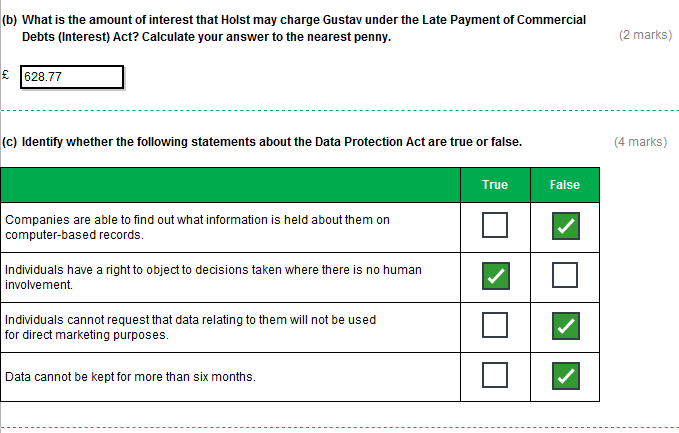 (b) What is the amount of interest that Holst may charge Gustav under the Late Payment of Commercial
Debts (Interest) Act? Calculate your answer to the nearest penny.
(2 marks)
£ 628.77
(c) Identify whether the following statements about the Data Protection Act are true or false.
(4 marks)
True False
Companies are able to find out what information is held about them on
computer-based records.
Individuals have a right to object to decisions taken where there is no human
involvement.
Individuals cannot request that data relating to them will not be used
for direct marketing purposes.
Data cannot be kept for more than six months.